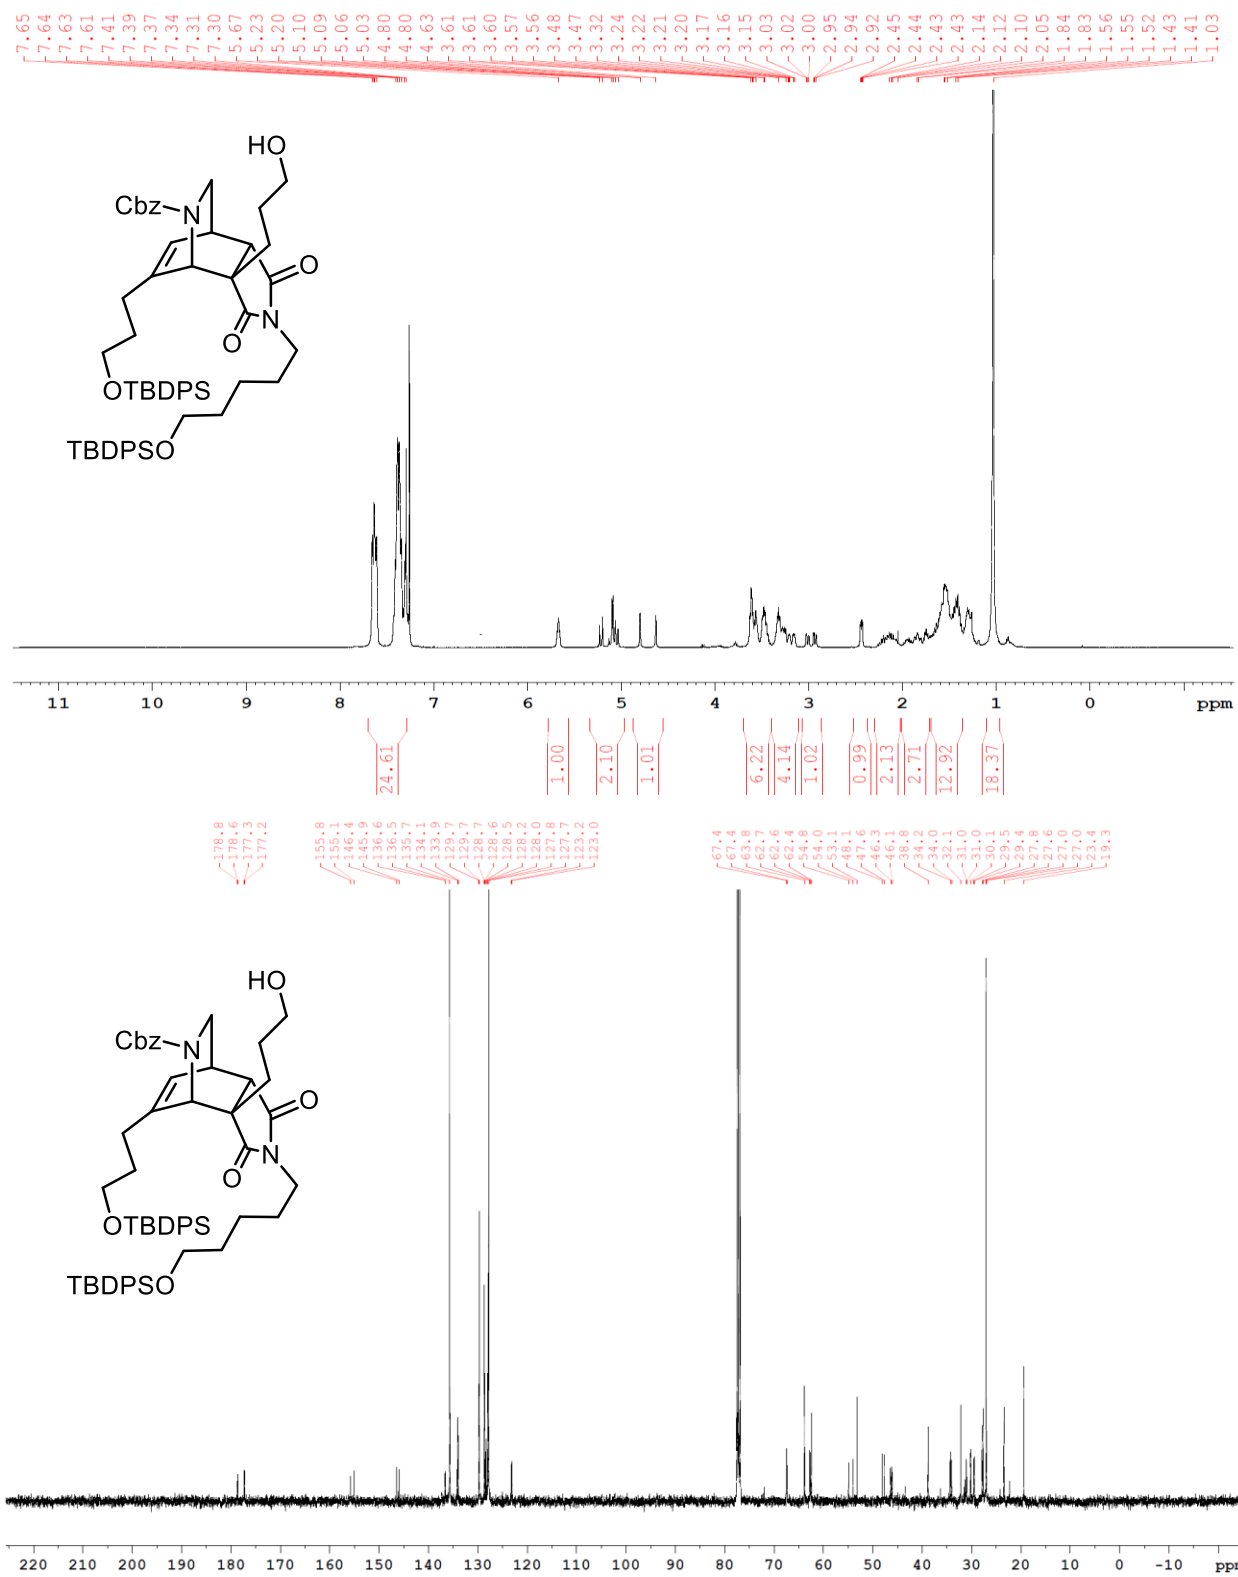 7.65 7.64 7.63 7.61 7.41 7.39 7.37 7.34 7.31 7.30 5.67 5.23 5.20 5.10 5.09 5.06 5.03 4.80 4.80 4.63 3.61 3.61 3.60 3.57 3.56 3.48 3.47 3.32 3.24 3.22 3.21 3.20 3.17 3.16 3.15 3.03 3.02 3.00 2.95 2.94 2.92 2.45 2.44 2.43 2.43 2.14 2.12 2.10 2.05 1.84 1.83 1.56 1.55 1.52 1.43 1.41 1.03
HO
Cbz
N
O
N
O
OTBDPS
TBDPSO
11 10 9 8 7 6 5 4 3 2 1 0 ppm
24.61 1.00 2.10 1.01 6.22 4.14 1.02 0.99 2.13 2.71 12.92 18.37
178.8 178.6 177.3 177.2 155.8 155.1 146.4 145.9 136.6 136.5 135.7 134.1 133.9 129.7 129.7 128.7 128.6 128.5 128.2 128.0 127.8 127.7 123.2 123.0 67.4 67.4 63.8 62.7 62.6 62.4 54.8 54.0 53.1 48.1 47.6 46.3 46.1 38.8 34.2 34.0 32.1 31.0 31.0 30.1 29.5 29.4 27.8 27.6 27.0 27.0 23.4 19.3
HO
Cbz
N
O
N
O
OTBDPS
TBDPSO
220 210 200 190 180 170 160 150 140 130 120 110 100 90 80 70 60 50 40 30 20 10 0 -10 pp